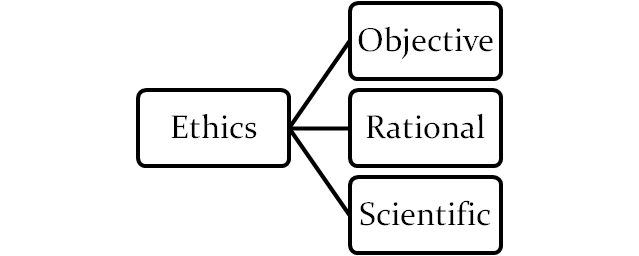 Objective
Ethics
Rational
Scientific